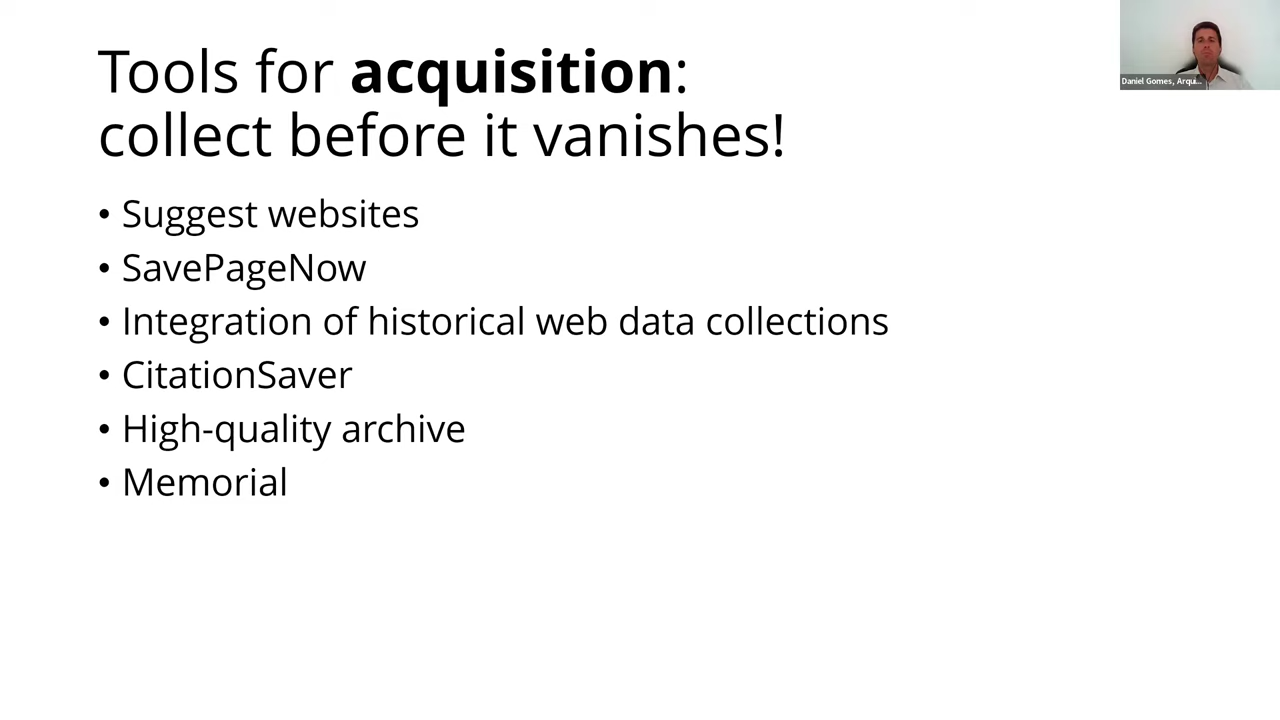 Tools for acquisition:
collect before it vanishes!
• Suggest websites
• SavePageNow
• Integration of historical web data collections
• CitationSaver
• High-quality archive
• Memorial
Daniel Gomes, Arqui...